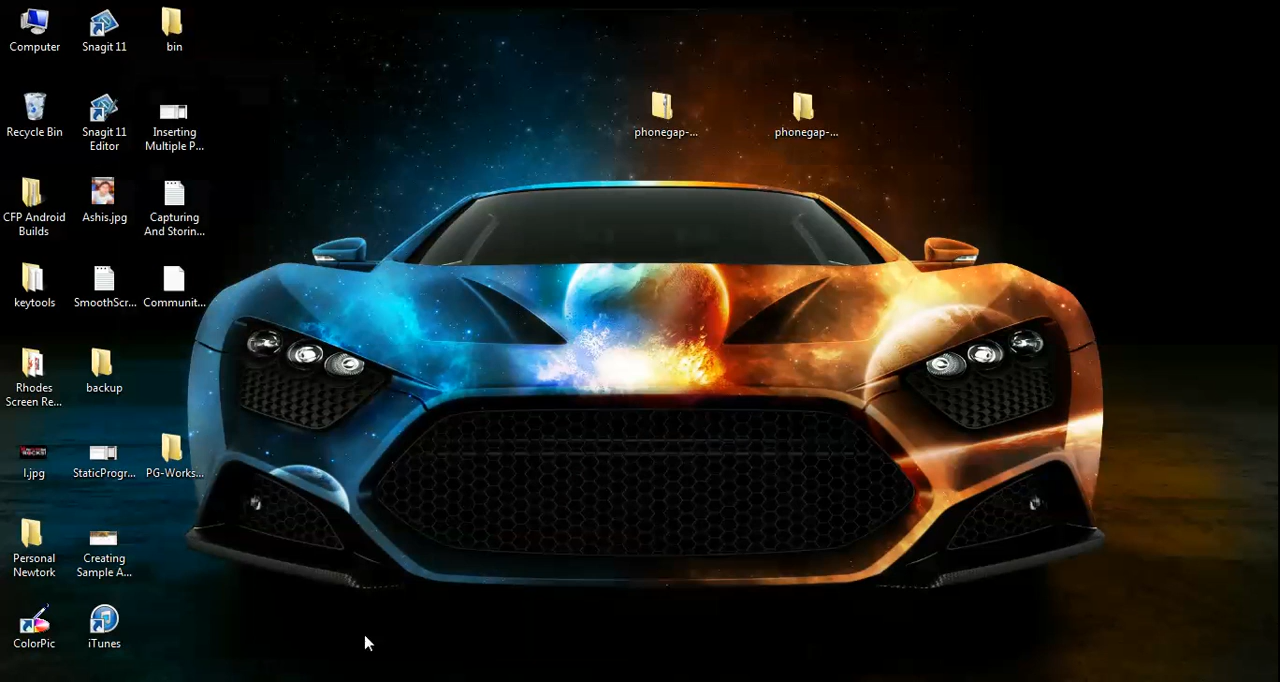 Computer
Snagit 11
bin
phonegap-...
phonegap-...
Recycle Bin
Snagit 11
Editor
Inserting
Multiple P...
CFP Android
Builds
Ashis.jpg
Capturing
And Storin...
keytools
SmoothScr...
Communit...
Rhodes
Screen Re...
backup
I.jpg
StaticProgr...
PG-Works...
Personal
Newtork
Creating
Sample A...
ColorPic
iTunes